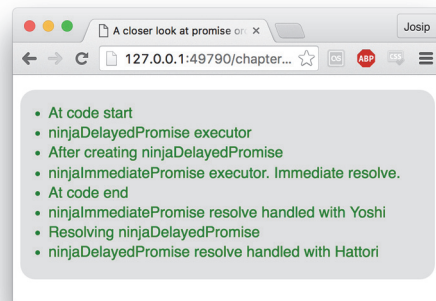 A closer look at promise or
Josip
127.0.0.1:49790/chapter...
ABP
• At code start
• ninjaDelayedPromise executor
• After creating ninjaDelayedPromise
• ninjaImmediatePromise executor. Immediate resolve.
• At code end
• ninjaImmediatePromise resolve handled with Yoshi
• Resolving ninjaDelayedPromise
• ninjaDelayedPromise resolve handled with Hattori